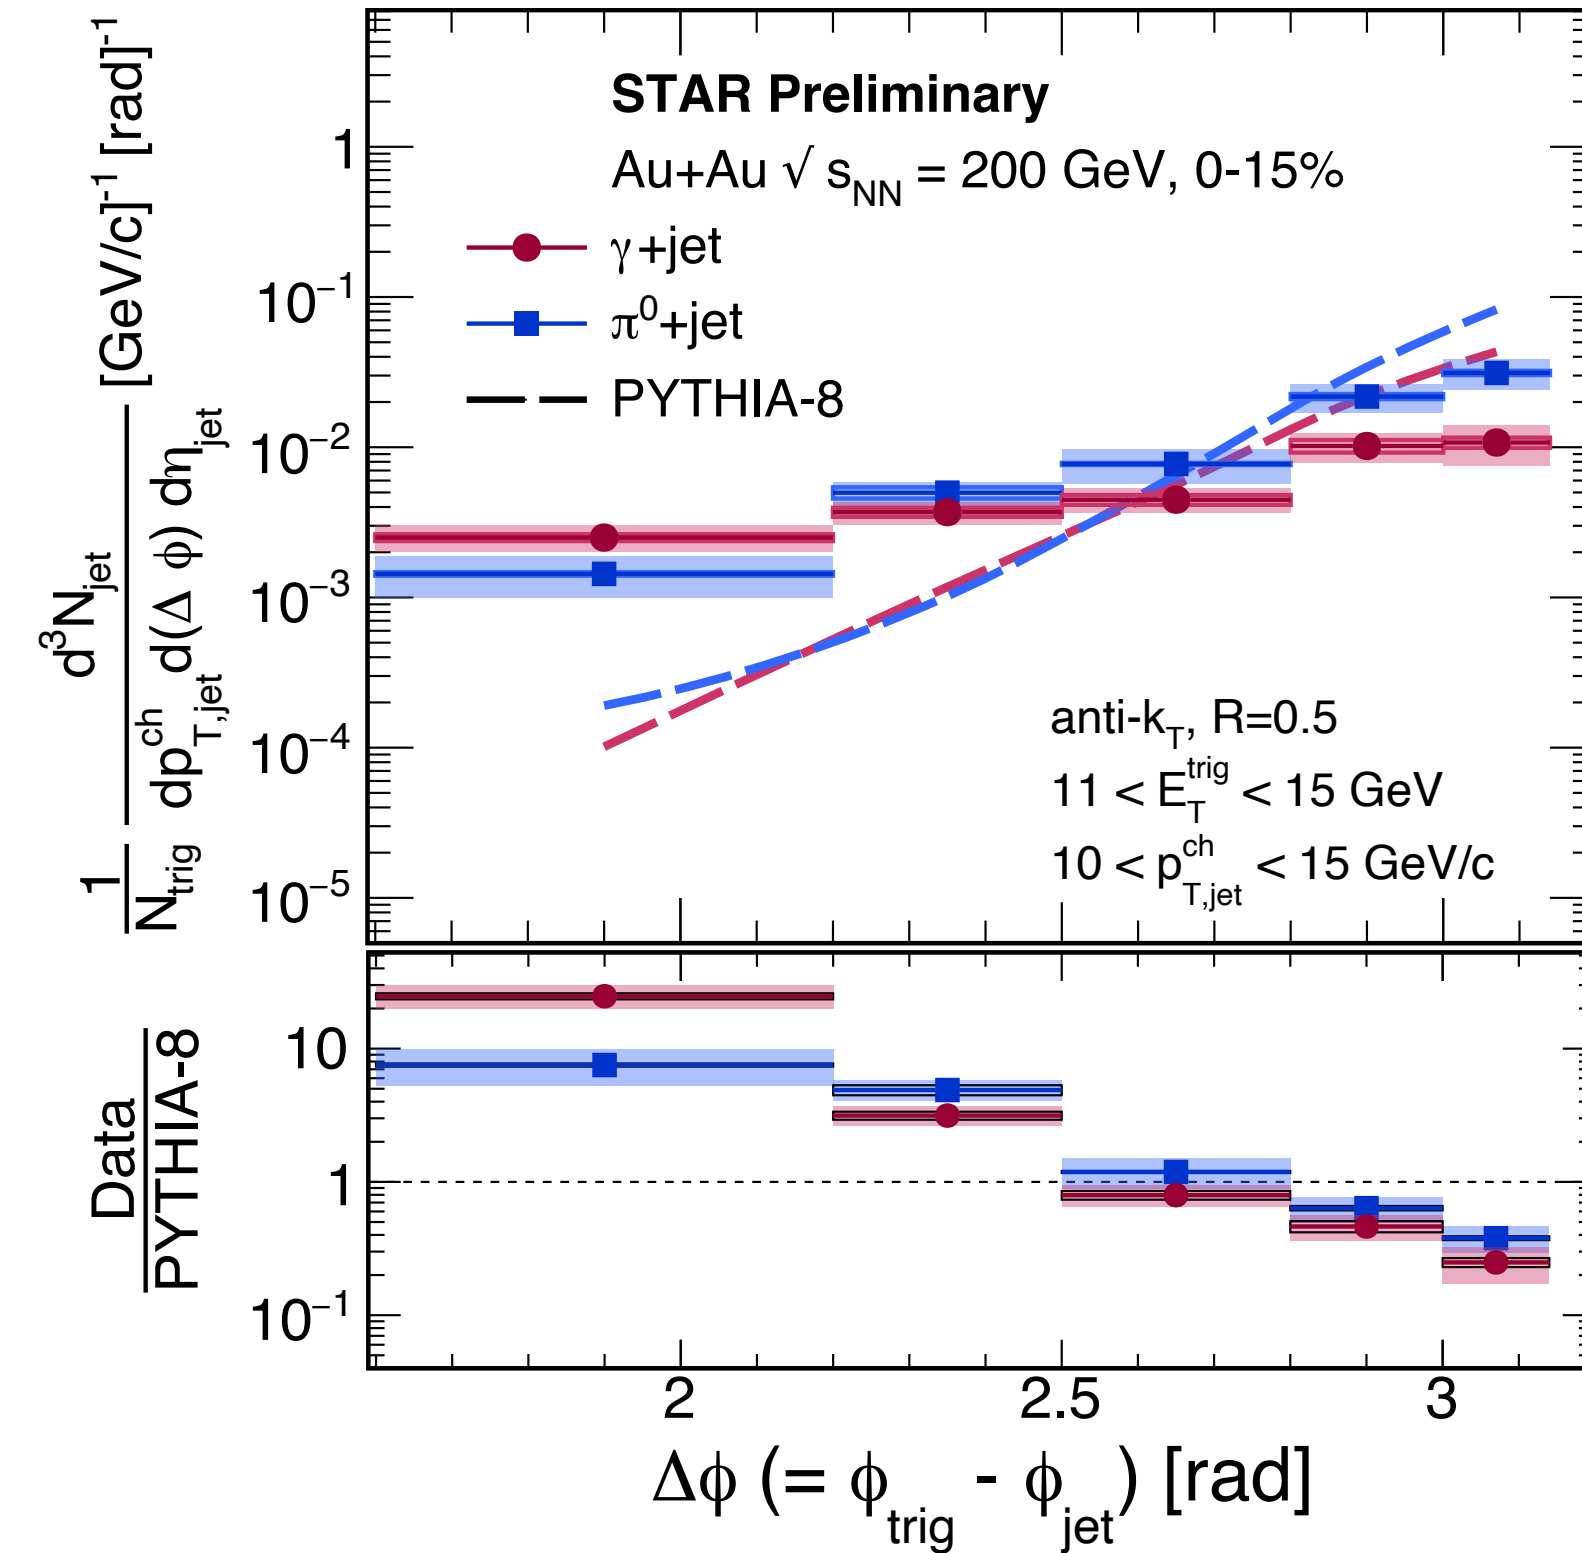 STAR Preliminary
Au+Au √ s_NN = 200 GeV, 0-15%
γ+jet
π⁰+jet
PYTHIA-8
anti-k_T, R=0.5
11 < E_T^trig < 15 GeV
10 < p_T,jet^ch < 15 GeV/c
1/N_trig d³N_jet/dp_T,jet^ch d(Δ φ) dη_jet [GeV/c]⁻¹ [rad]⁻¹
1
10⁻¹
10⁻²
10⁻³
10⁻⁴
10⁻⁵
Data
PYTHIA-8
10
1
10⁻¹
2 2.5 3
Δφ (= φ_trig - φ_jet) [rad]